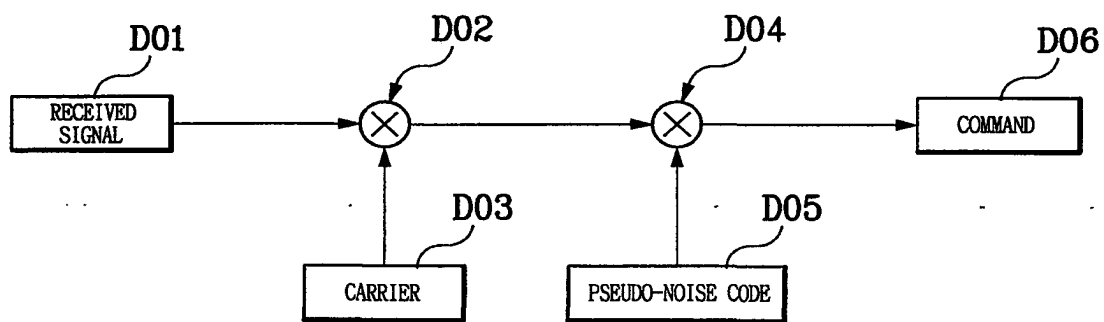 D01
D02
D04
D06
RECEIVED
SIGNAL
COMMAND
D03
D05
CARRIER
PSEUDO-NOISE CODE